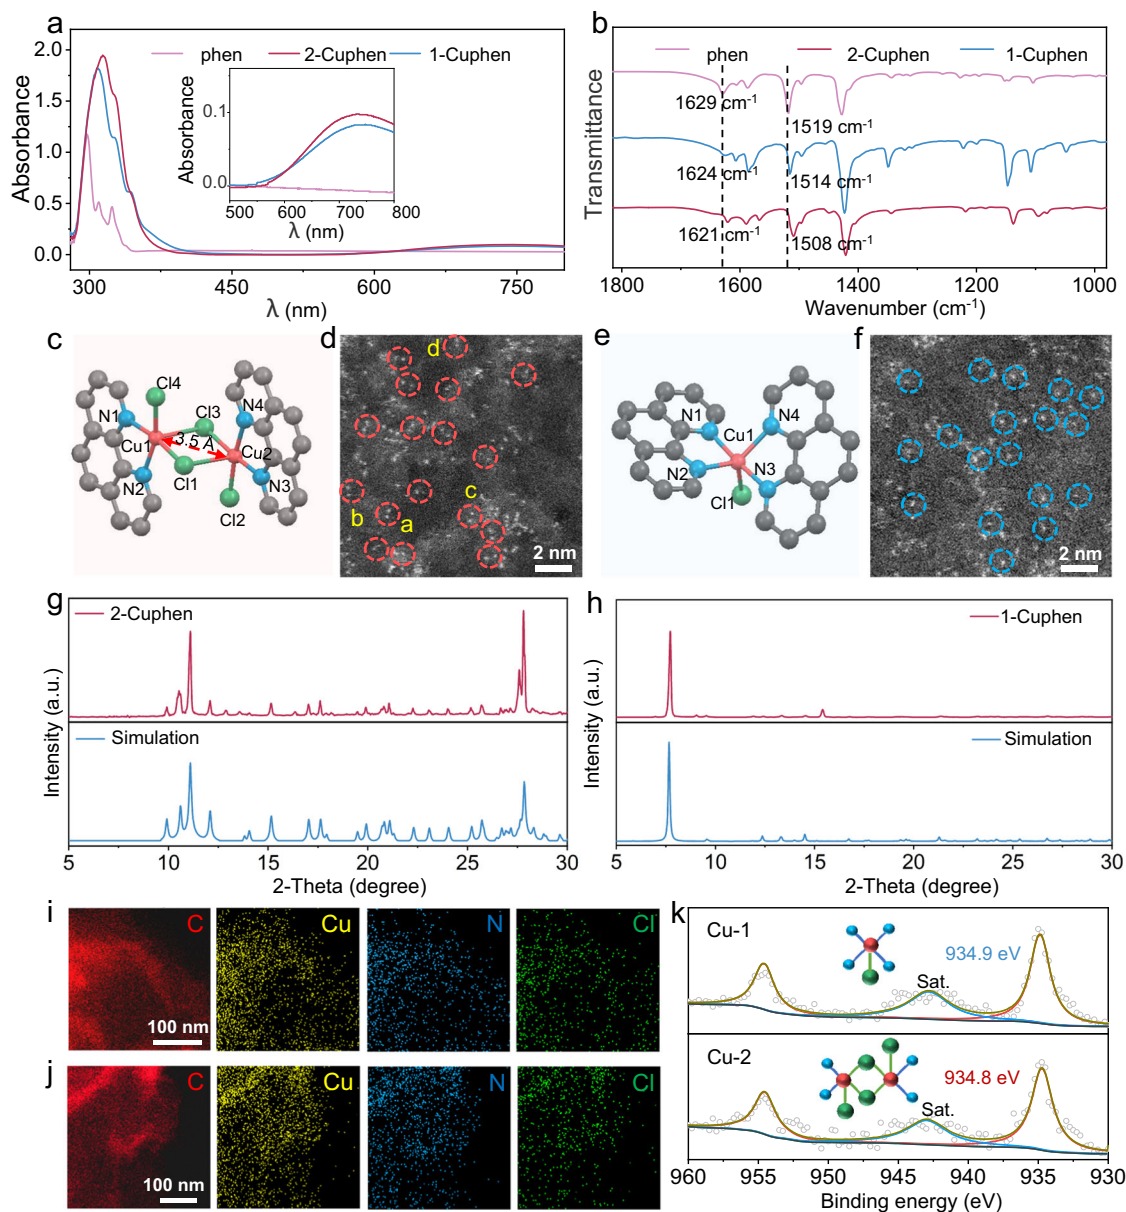 a
phen 2-Cuphen 1-Cuphen
Absorbance
2.0
1.5
1.0
0.5
0.0
300 450 600 750
λ (nm)
Absorbance
0.1
0.0
500 600 700 800
λ (nm)
b
phen 2-Cuphen 1-Cuphen
Transmittance
1629 cm-1
1519 cm-1
1624 cm-1
1514 cm-1
1621 cm-1
1508 cm-1
1800 1600 1400 1200 1000
Wavenumber (cm-1)
c
Cl4
N1
Cl3
N4
Cu1
3.5 A
Cu2
N2
Cl1
N3
Cl2
d
d
b
a
c
2 nm
e
N1
Cu1
N4
N2
N3
Cl1
f
2 nm
g
2-Cuphen
Simulation
Intensity (a.u.)
5 10 15 20 25 30
2-Theta (degree)
h
1-Cuphen
Simulation
Intensity (a.u.)
5 10 15 20 25 30
2-Theta (degree)
i
C
Cu
N
Cl
100 nm
j
C
Cu
N
Cl
100 nm
k
Cu-1
934.9 eV
Sat.
Cu-2
934.8 eV
Sat.
960 955 950 945 940 935 930
Binding energy (eV)